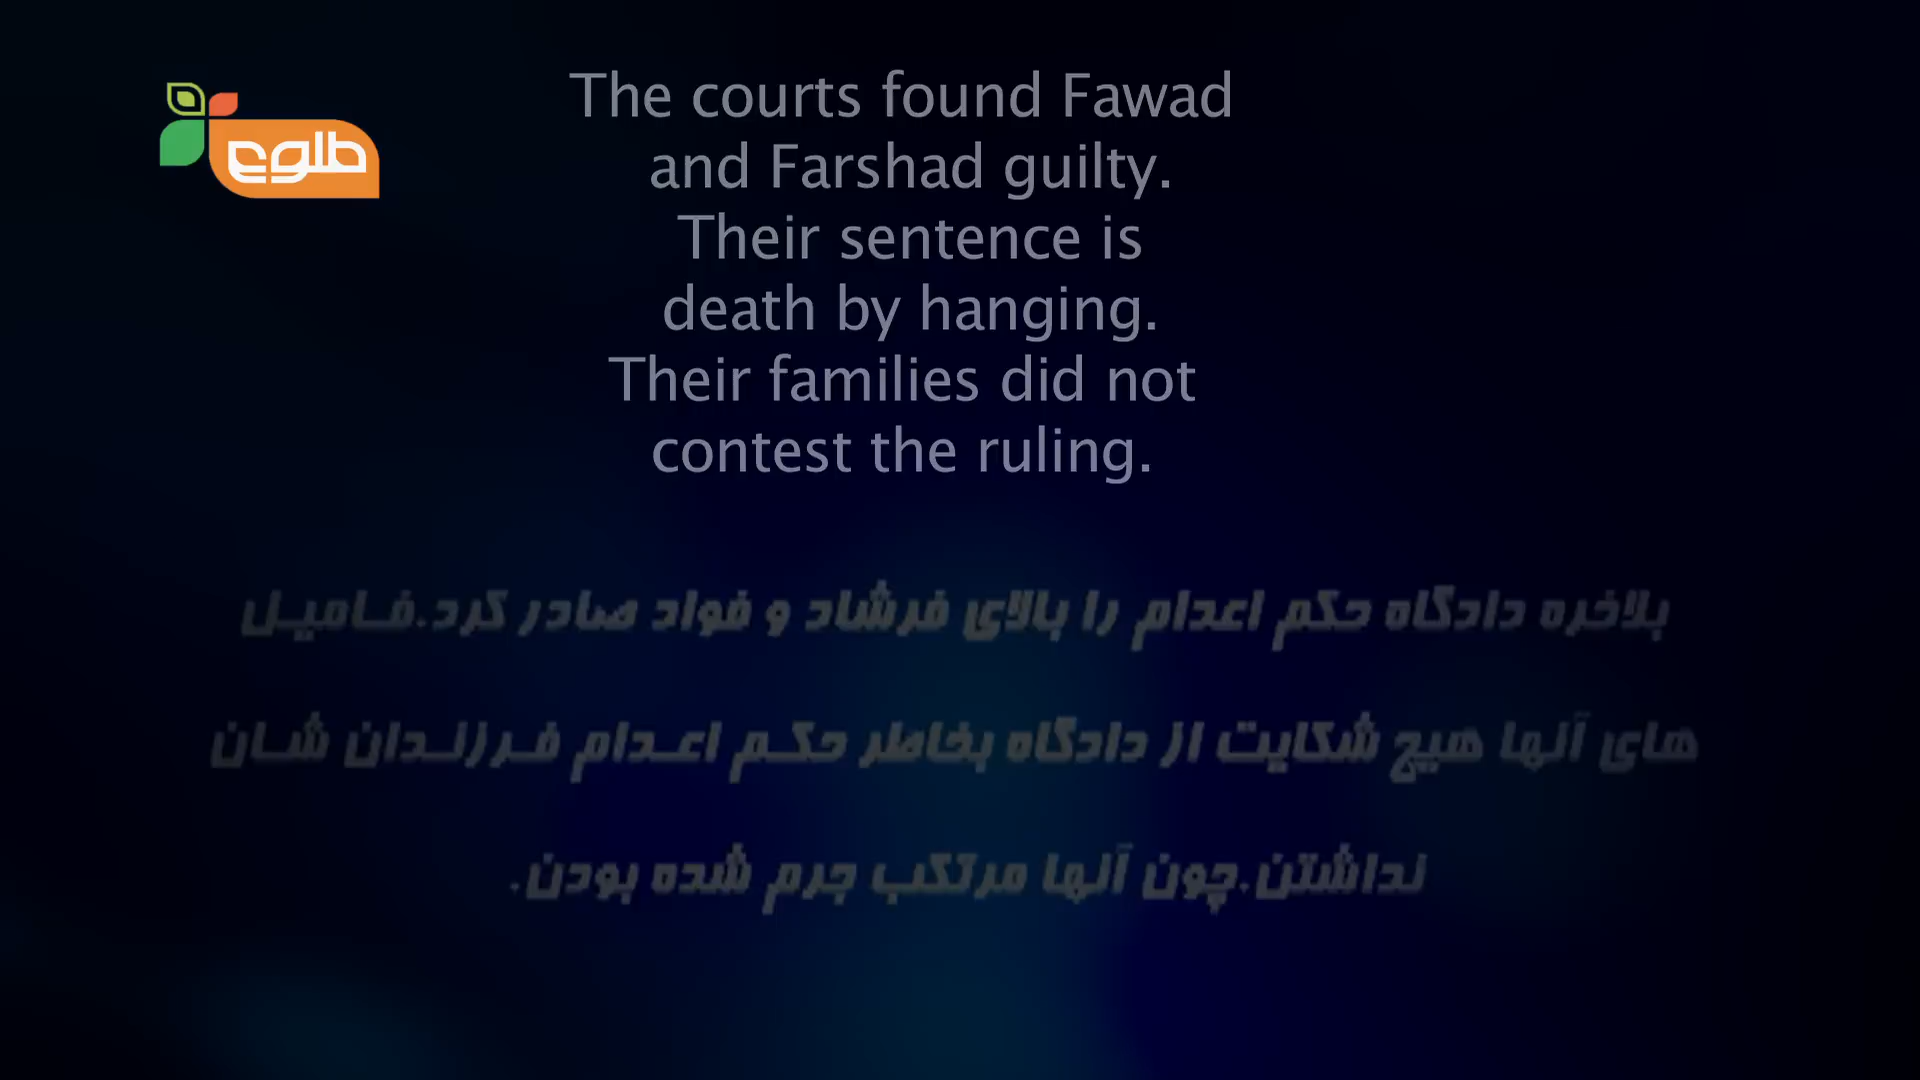 طلوع
The courts found Fawad
and Farshad guilty.
Their sentence is
death by hanging.
Their families did not
contest the ruling.
بلاخره دادگاه حکم اعدام را بالای فرشاد و فواد صادر کرد.فامیل
های آنها هیچ شکایت از دادگاه بخاطر حکم اعدام فرزندان شان
نداشتن.چون آنها مرتکب جرم شده بودن.